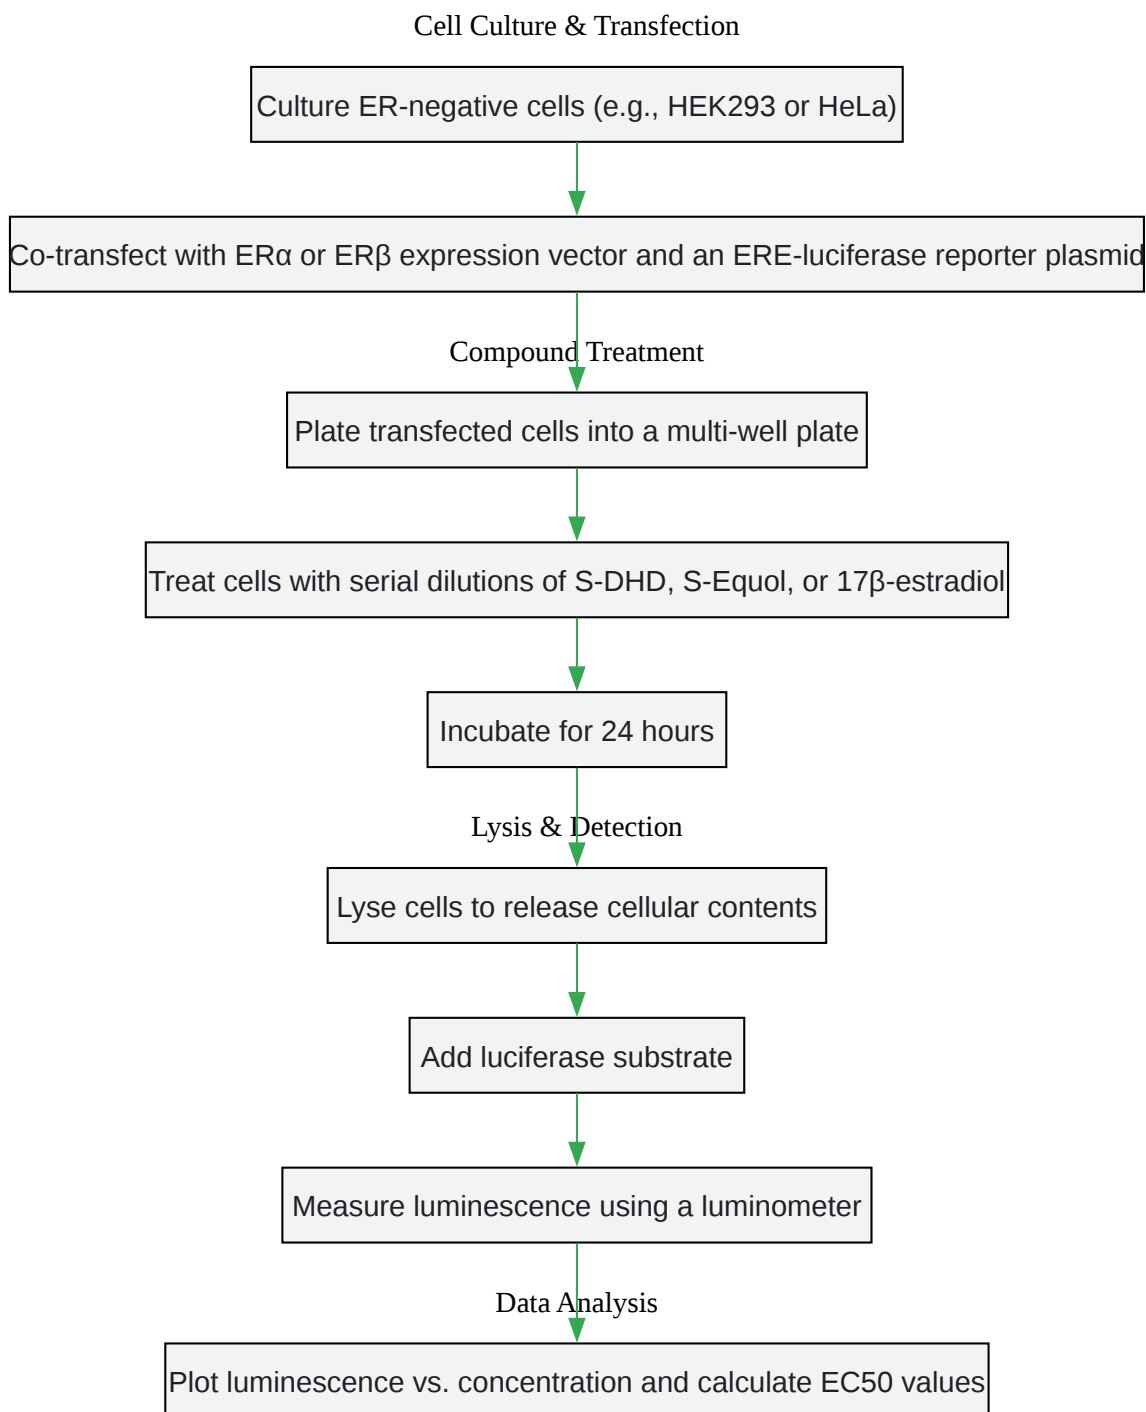 Cell Culture & Transfection
Culture ER-negative cells (e.g., HEK293 or HeLa)
Co-transfect with ERα or ERβ expression vector and an ERE-luciferase reporter plasmid
Compound Treatment
Plate transfected cells into a multi-well plate
Treat cells with serial dilutions of S-DHD, S-Equol, or 17β-estradiol
Incubate for 24 hours
Lysis & Detection
Lyse cells to release cellular contents
Add luciferase substrate
Measure luminescence using a luminometer
Data Analysis
Plot luminescence vs. concentration and calculate EC50 values